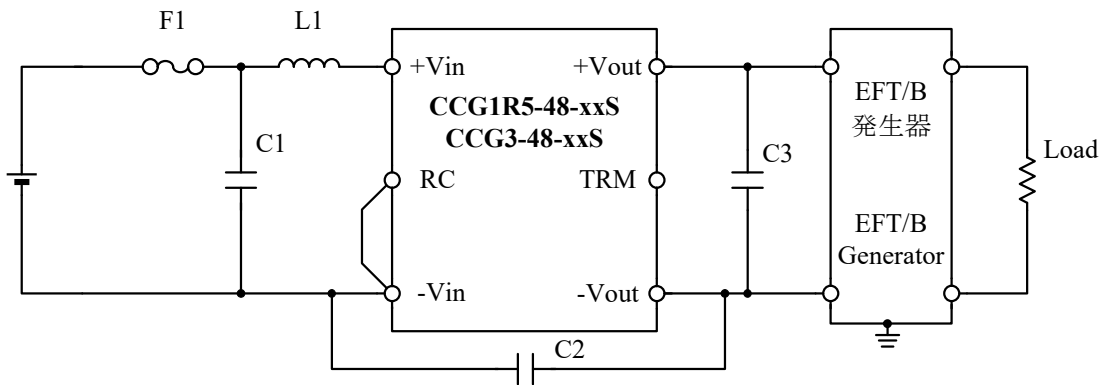 F1
L1
+Vin
+Vout
CCG1R5-48-xxS
CCG3-48-xxS
EFT/B
発生器
C1
C3
Load
RC
TRM
EFT/B
Generator
-Vin
-Vout
C2